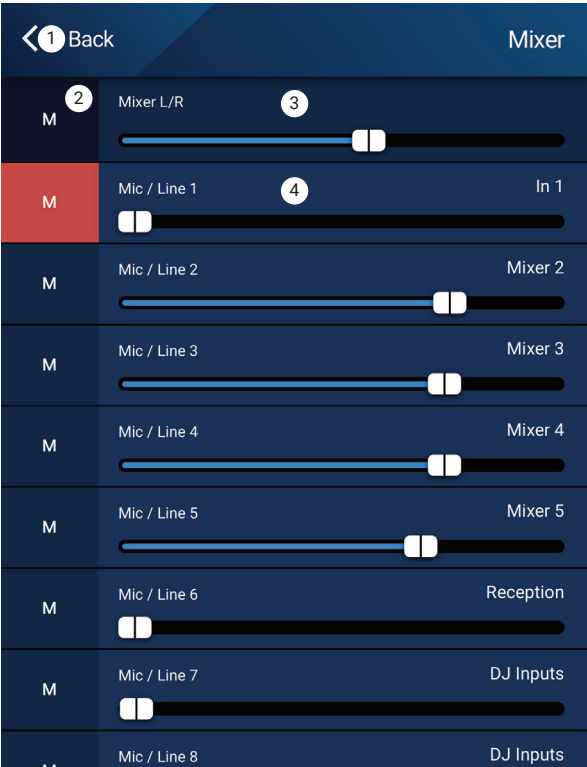 1 Back Mixer
M 2 Mixer L/R 3
M Mic / Line 1 4 In 1
M Mic / Line 2 Mixer 2
M Mic / Line 3 Mixer 3
M Mic / Line 4 Mixer 4
M Mic / Line 5 Mixer 5
M Mic / Line 6 Reception
M Mic / Line 7 DJ Inputs
Mic / Line 8 DJ Inputs